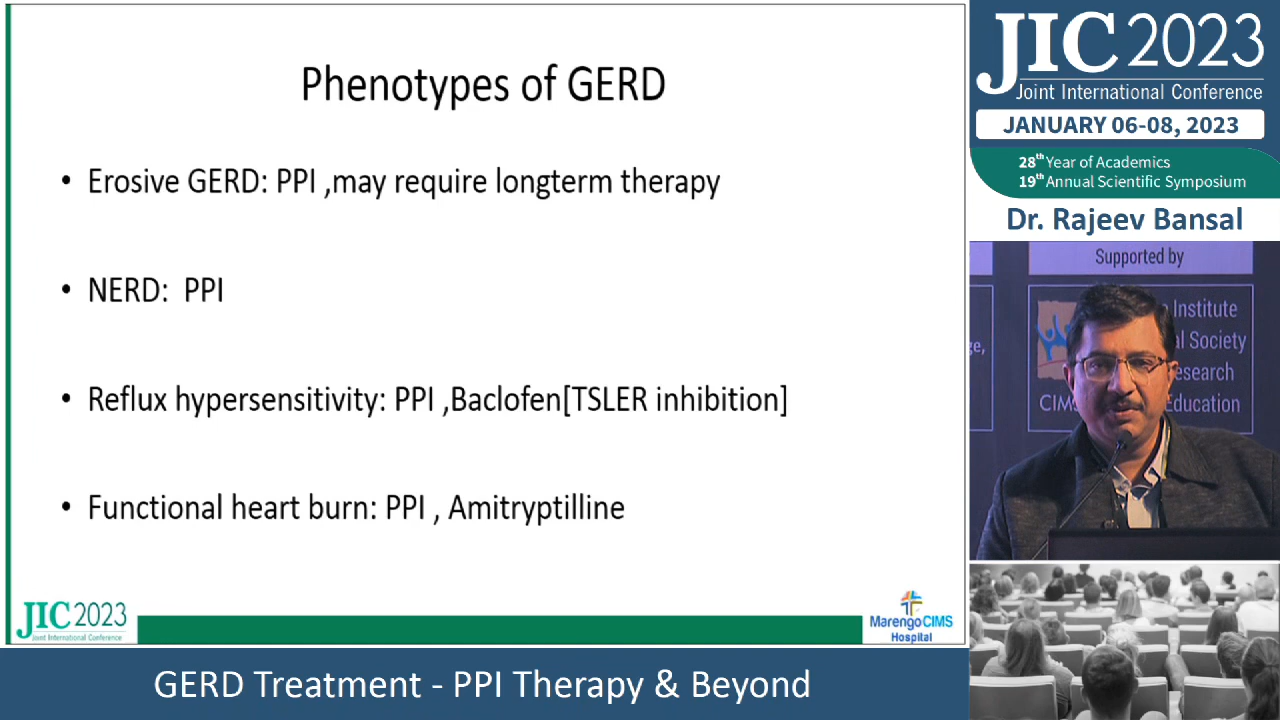 Phenotypes of GERD
• Erosive GERD: PPI ,may require longterm therapy
• NERD: PPI
• Reflux hypersensitivity: PPI ,Baclofen[TSLER inhibition]
• Functional heart burn: PPI , Amitryptilline
JIC 2023
Joint International Conference
MarengoCIMS
Hospital
GERD Treatment - PPI Therapy & Beyond
JIC 2023
Joint International Conference
JANUARY 06-08, 2023
28th Year of Academics
19th Annual Scientific Symposium
Dr. Rajeev Bansal
Supported by
Institute
al Society
esearch
CIMS Education
ge,